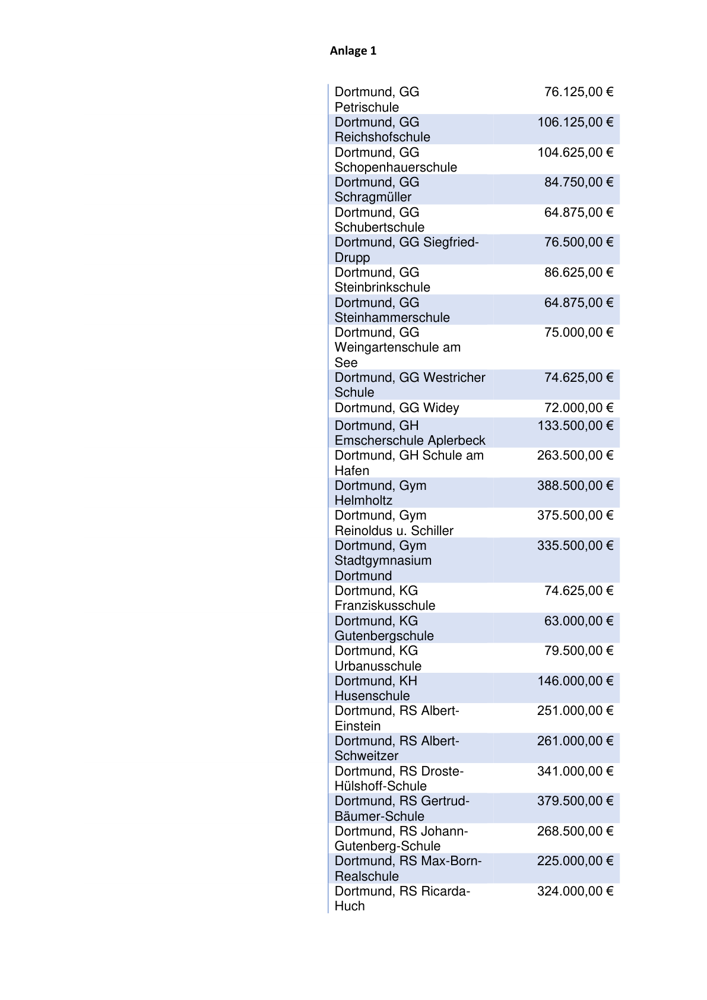 Anlage 1
Dortmund, GG 76.125,00 €
Petrischule
Dortmund, GG 106.125,00 €
Reichshofschule
Dortmund, GG 104.625,00 €
Schopenhauerschule
Dortmund, GG 84.750,00 €
Schragmüller
Dortmund, GG 64.875,00 €
Schubertschule
Dortmund, GG Siegfried- 76.500,00 €
Drupp
Dortmund, GG 86.625,00 €
Steinbrinkschule
Dortmund, GG 64.875,00 €
Steinhammerschule
Dortmund, GG 75.000,00 €
Weingartenschule am
See
Dortmund, GG Westricher 74.625,00 €
Schule
Dortmund, GG Widey 72.000,00 €
Dortmund, GH 133.500,00 €
Emscherschule Aplerbeck
Dortmund, GH Schule am 263.500,00 €
Hafen
Dortmund, Gym 388.500,00 €
Helmholtz
Dortmund, Gym 375.500,00 €
Reinoldus u. Schiller
Dortmund, Gym 335.500,00 €
Stadtgymnasium
Dortmund
Dortmund, KG 74.625,00 €
Franziskusschule
Dortmund, KG 63.000,00 €
Gutenbergschule
Dortmund, KG 79.500,00 €
Urbanusschule
Dortmund, KH 146.000,00 €
Husenschule
Dortmund, RS Albert- 251.000,00 €
Einstein
Dortmund, RS Albert- 261.000,00 €
Schweitzer
Dortmund, RS Droste- 341.000,00 €
Hülshoff-Schule
Dortmund, RS Gertrud- 379.500,00 €
Bäumer-Schule
Dortmund, RS Johann- 268.500,00 €
Gutenberg-Schule
Dortmund, RS Max-Born- 225.000,00 €
Realschule
Dortmund, RS Ricarda- 324.000,00 €
Huch